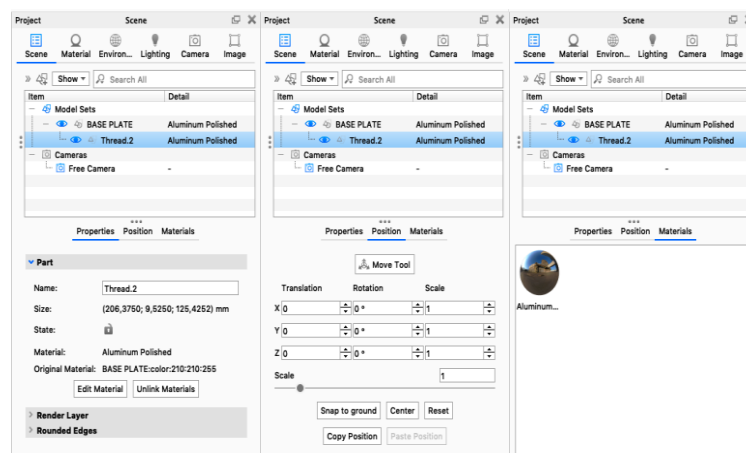 Project Scene
Scene Material Environ... Lighting Camera Image
Show Search All
Item Detail
Model Sets
BASE PLATE Aluminum Polished
Thread.2 Aluminum Polished
Cameras
Free Camera -
Properties Position Materials
Part
Name: Thread.2
Size: (206,3750; 9,5250; 125,4252) mm
State:
Material: Aluminum Polished
Original Material: BASE PLATE:color:210:210:255
Edit Material Unlink Materials
Render Layer
Rounded Edges
Project Scene
Scene Material Environ... Lighting Camera Image
Show Search All
Item Detail
Model Sets
BASE PLATE Aluminum Polished
Thread.2 Aluminum Polished
Cameras
Free Camera -
Properties Position Materials
Move Tool
Translation Rotation Scale
X 0 0 ° 1
Y 0 0 ° 1
Z 0 0 ° 1
Scale 1
Snap to ground Center Reset
Copy Position Paste Position
Project Scene
Scene Material Environ... Lighting Camera Image
Show Search All
Item Detail
Model Sets
BASE PLATE Aluminum Polished
Thread.2 Aluminum Polished
Cameras
Free Camera -
Properties Position Materials
Aluminum...